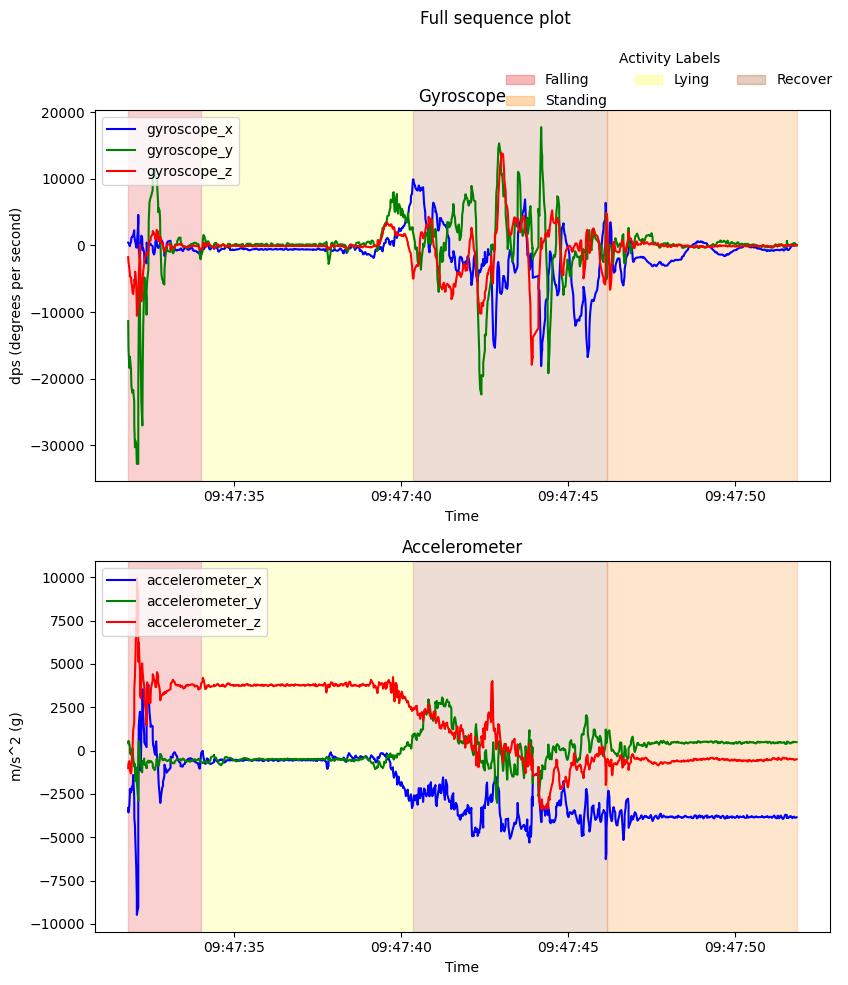 Full sequence plot
Activity Labels
Falling
Lying
Recover
Standing
Gyroscope
gyroscope_x
gyroscope_y
gyroscope_z
20000
10000
0
−10000
−20000
−30000
dps (degrees per second)
09:47:35
09:47:40
09:47:45
09:47:50
Time
Accelerometer
accelerometer_x
accelerometer_y
accelerometer_z
10000
7500
5000
2500
0
−2500
−5000
−7500
−10000
m/s^2 (g)
09:47:35
09:47:40
09:47:45
09:47:50
Time